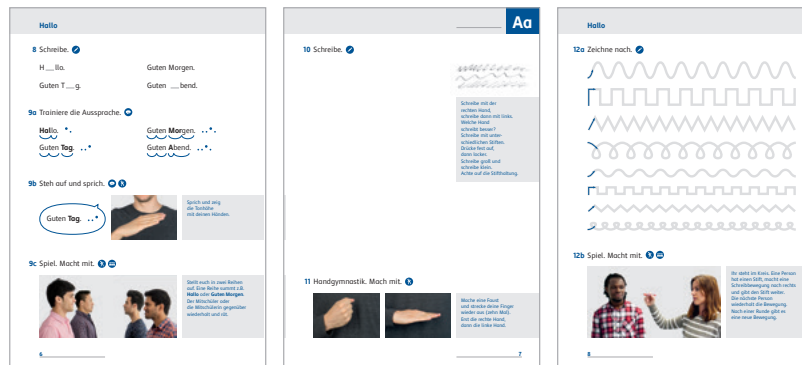 Hallo
8 Schreibe.
H __ llo.
Guten Morgen.
Guten T __ g.
Guten __ bend.
9a Trainiere die Aussprache.
Hallo.
Guten Morgen.
Guten Tag.
Guten Abend.
9b Steh auf und sprich.
Guten Tag.
Sprich und zeig
die Tonhöhe
mit deinen Händen.
9c Spiel. Macht mit.
Stellt euch in zwei Reihen
auf. Eine Reihe summt z.B.
Hallo oder Guten Morgen.
Der Mitschüler oder
die Mitschülerin gegenüber
wiederholt und rät.
6
Aa
10 Schreibe.
Schreibe mit der
rechten Hand,
schreibe dann mit links.
Welche Hand
schreibt besser?
Schreibe mit unter-
schiedlichen Stiften.
Drücke fest auf,
dann locker.
Schreibe groß und
schreibe klein.
Achte auf die Stifthaltung.
11 Handgymnastik. Mach mit.
Mache eine Faust
und strecke deine Finger
wieder aus (zehn Mal).
Erst die rechte Hand,
dann die linke Hand.
7
Hallo
12a Zeichne nach.
12b Spiel. Macht mit.
Ihr steht im Kreis. Eine Person
hat einen Stift, macht eine
Schreibbewegung nach rechts
und gibt den Stift weiter.
Die nächste Person
wiederholt die Bewegung.
Nach einer Runde gibt es
eine neue Bewegung.
8